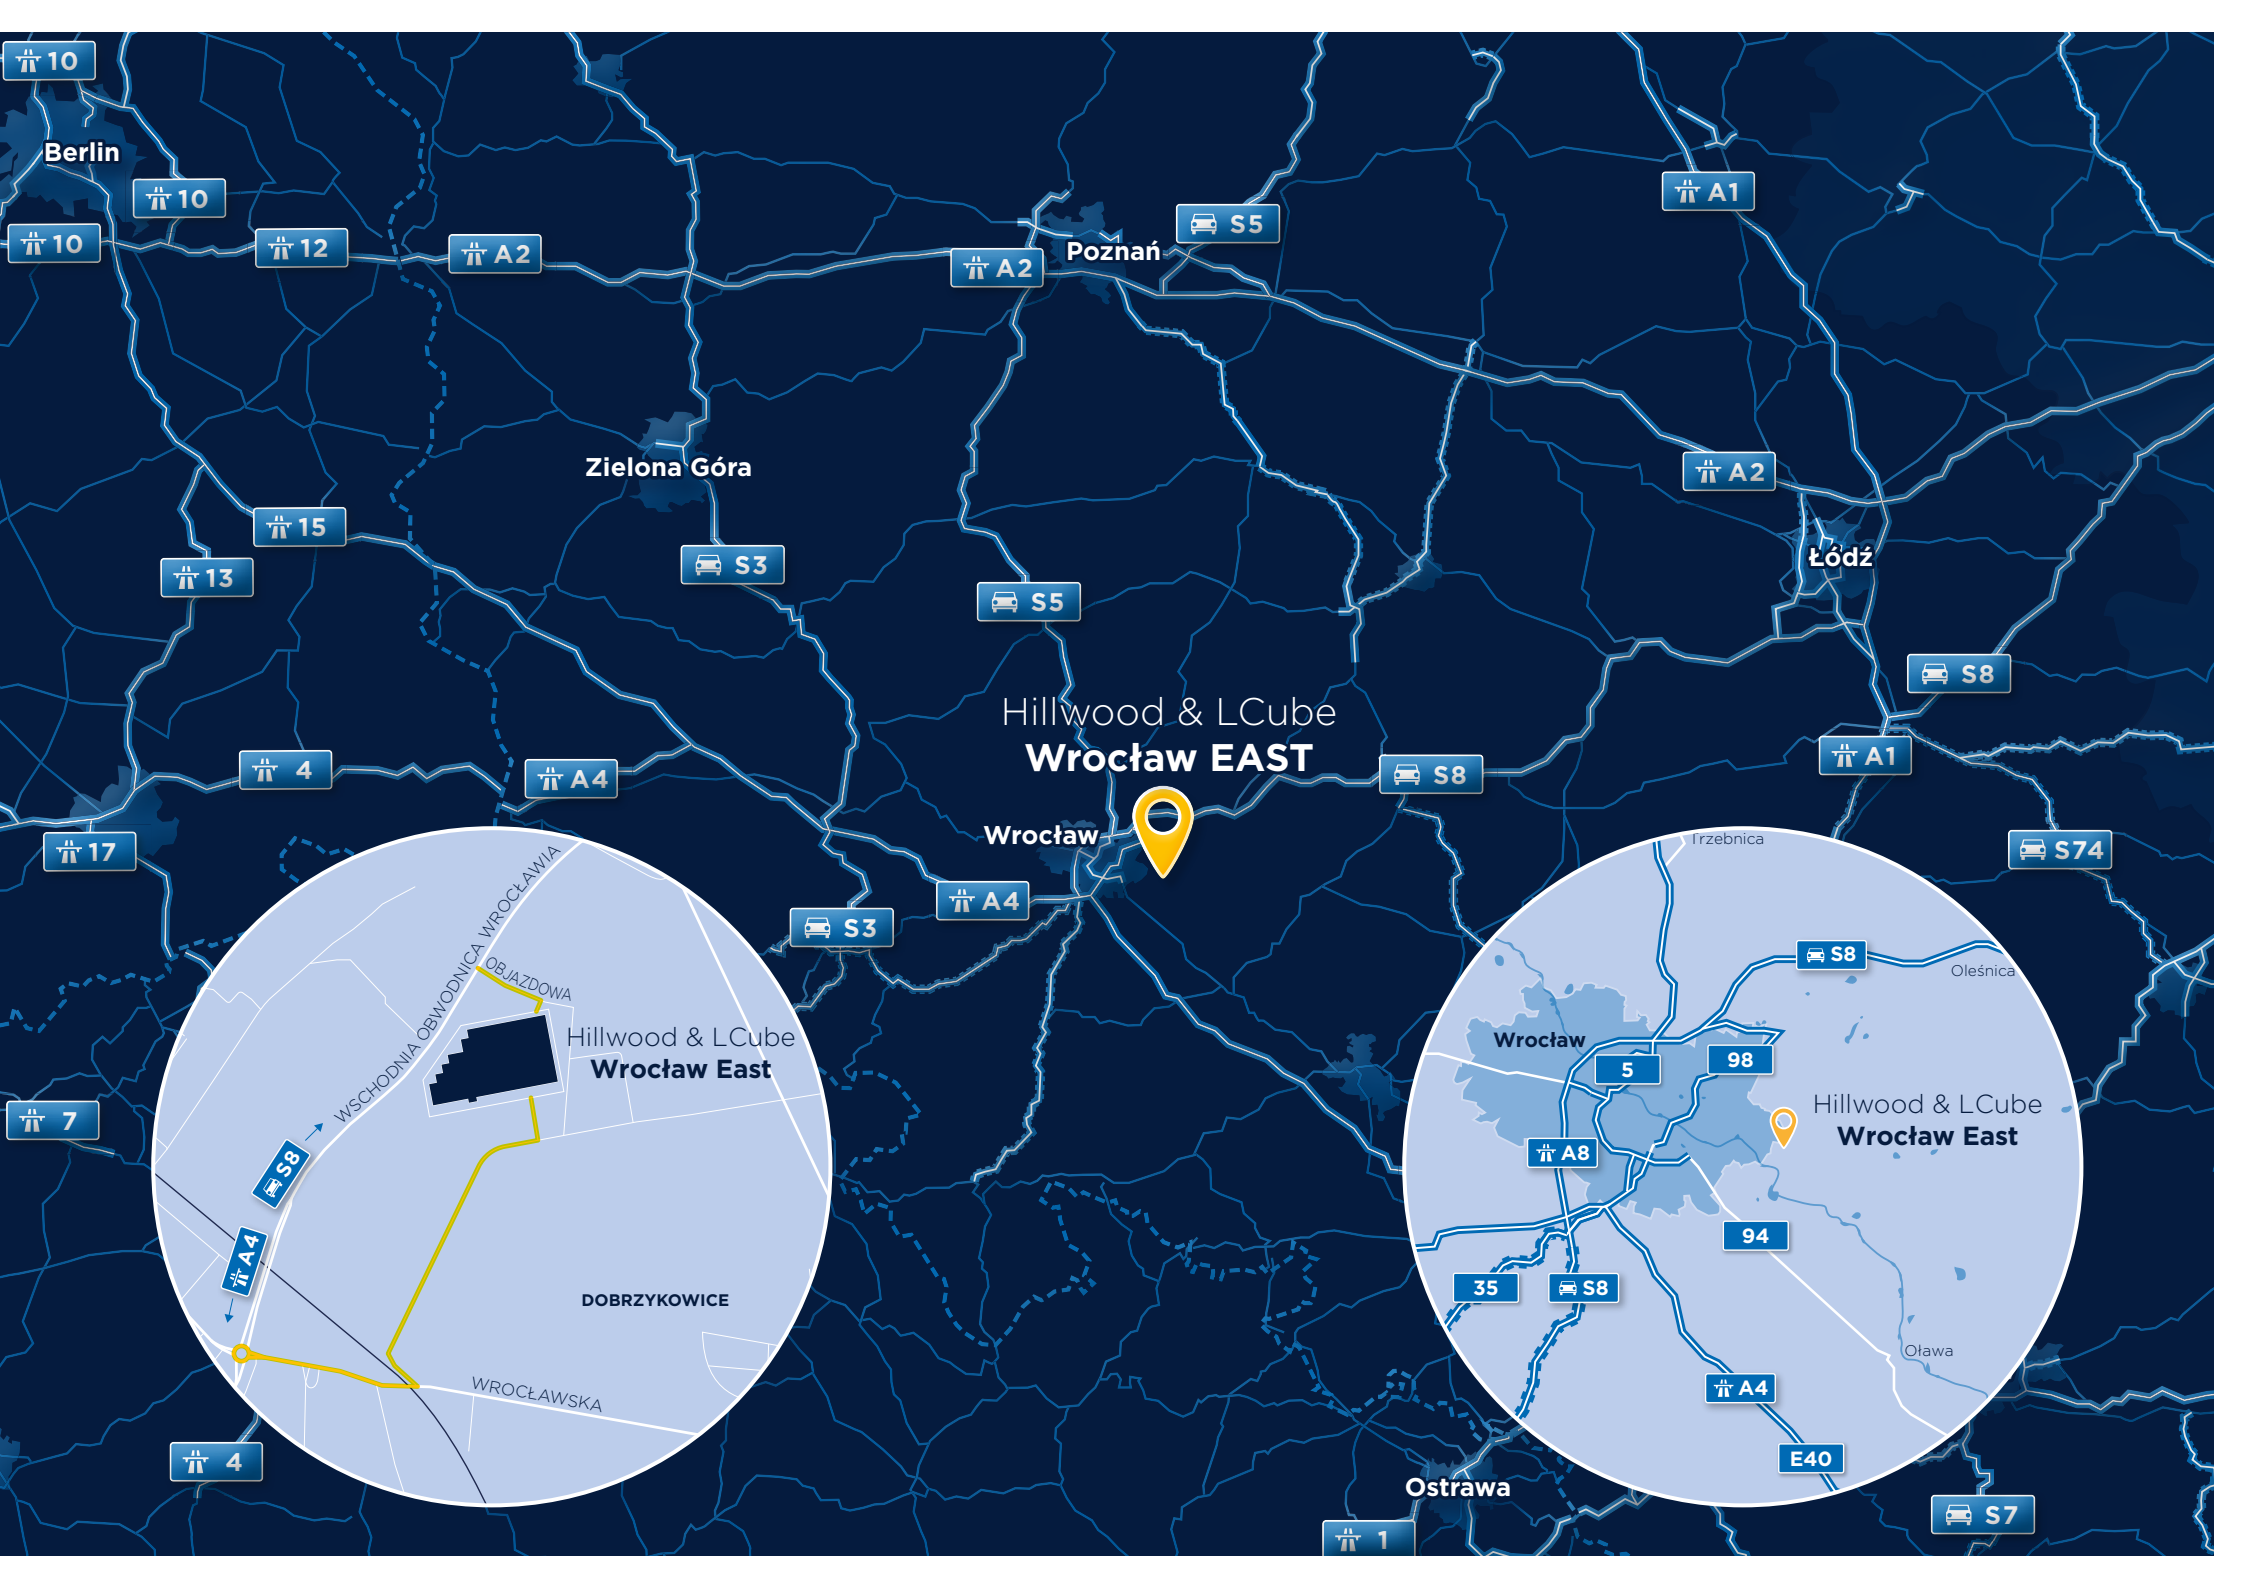 10
Berlin
10
10
12
A2
A2
Poznań
S5
A1
Zielona Góra
A2
15
13
S3
S5
Łódź
S8
Hillwood & LCube
Wrocław EAST
4
A4
S8
A1
Wrocław
17
S74
A4
S3
7
4
Ostrawa
1
S7
WSCHODNIA OBWODNICA WROCŁAWIA
OBJAZDOWA
Hillwood & LCube
Wrocław East
S8
A4
DOBRZYKOWICE
WROCŁAWSKA
Trzebnica
S8
Oleśnica
Wrocław
5
98
Hillwood & LCube
Wrocław East
A8
94
35
S8
Oława
A4
E40